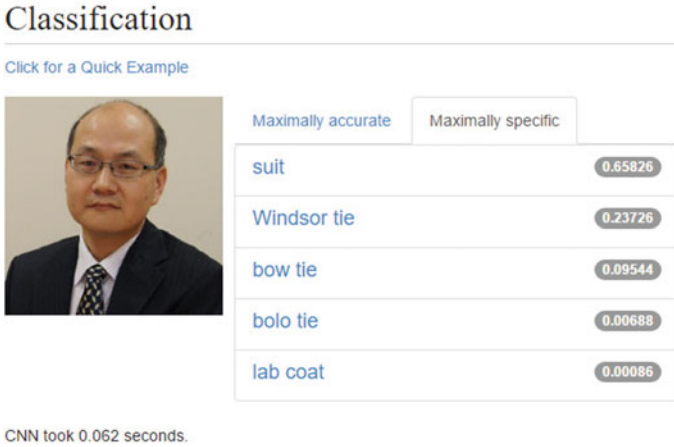 Classification
Click for a Quick Example
Maximally accurate Maximally specific
suit 0.65826
Windsor tie 0.23726
bow tie 0.09544
bolo tie 0.00688
lab coat 0.00086
CNN took 0.062 seconds.